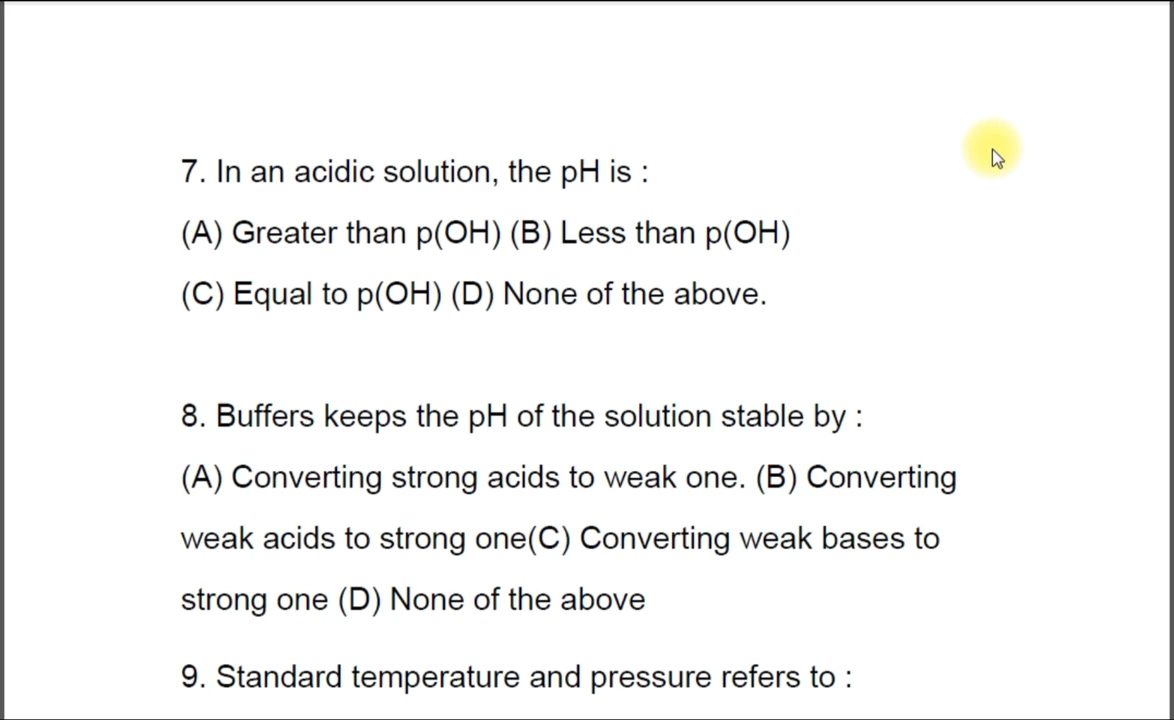 7. In an acidic solution, the pH is :
(A) Greater than p(OH) (B) Less than p(OH)
(C) Equal to p(OH) (D) None of the above.
8. Buffers keeps the pH of the solution stable by :
(A) Converting strong acids to weak one. (B) Converting
weak acids to strong one(C) Converting weak bases to
strong one (D) None of the above
9. Standard temperature and pressure refers to :